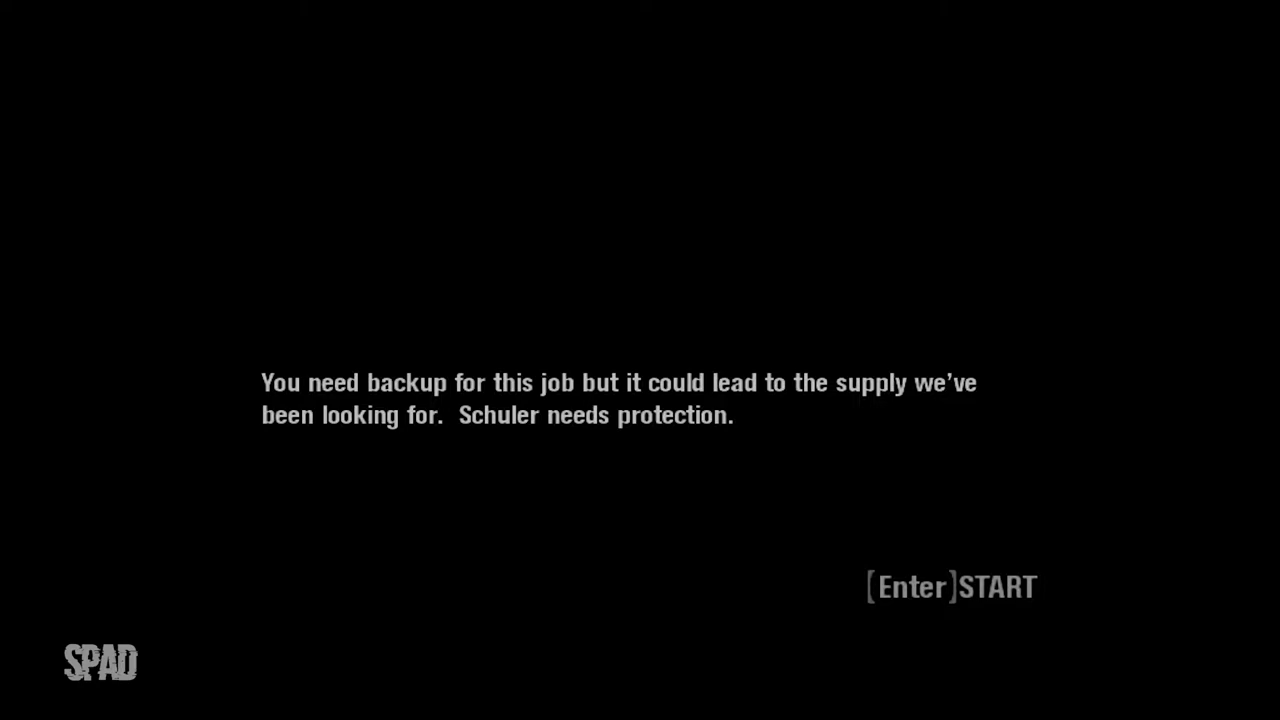 You need backup for this job but it could lead to the supply we've
been looking for.  Schuler needs protection.
[Enter]START
SPAD